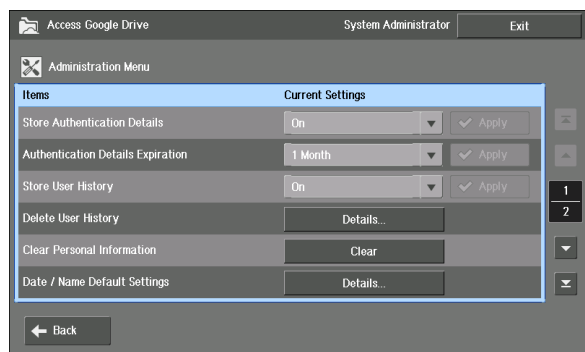 Access Google Drive System Administrator Exit
Administration Menu
Items Current Settings
Store Authentication Details On Apply
Authentication Details Expiration 1 Month Apply
Store User History On Apply
1
2
Delete User History Details...
Clear Personal Information Clear
Date / Name Default Settings Details...
Back